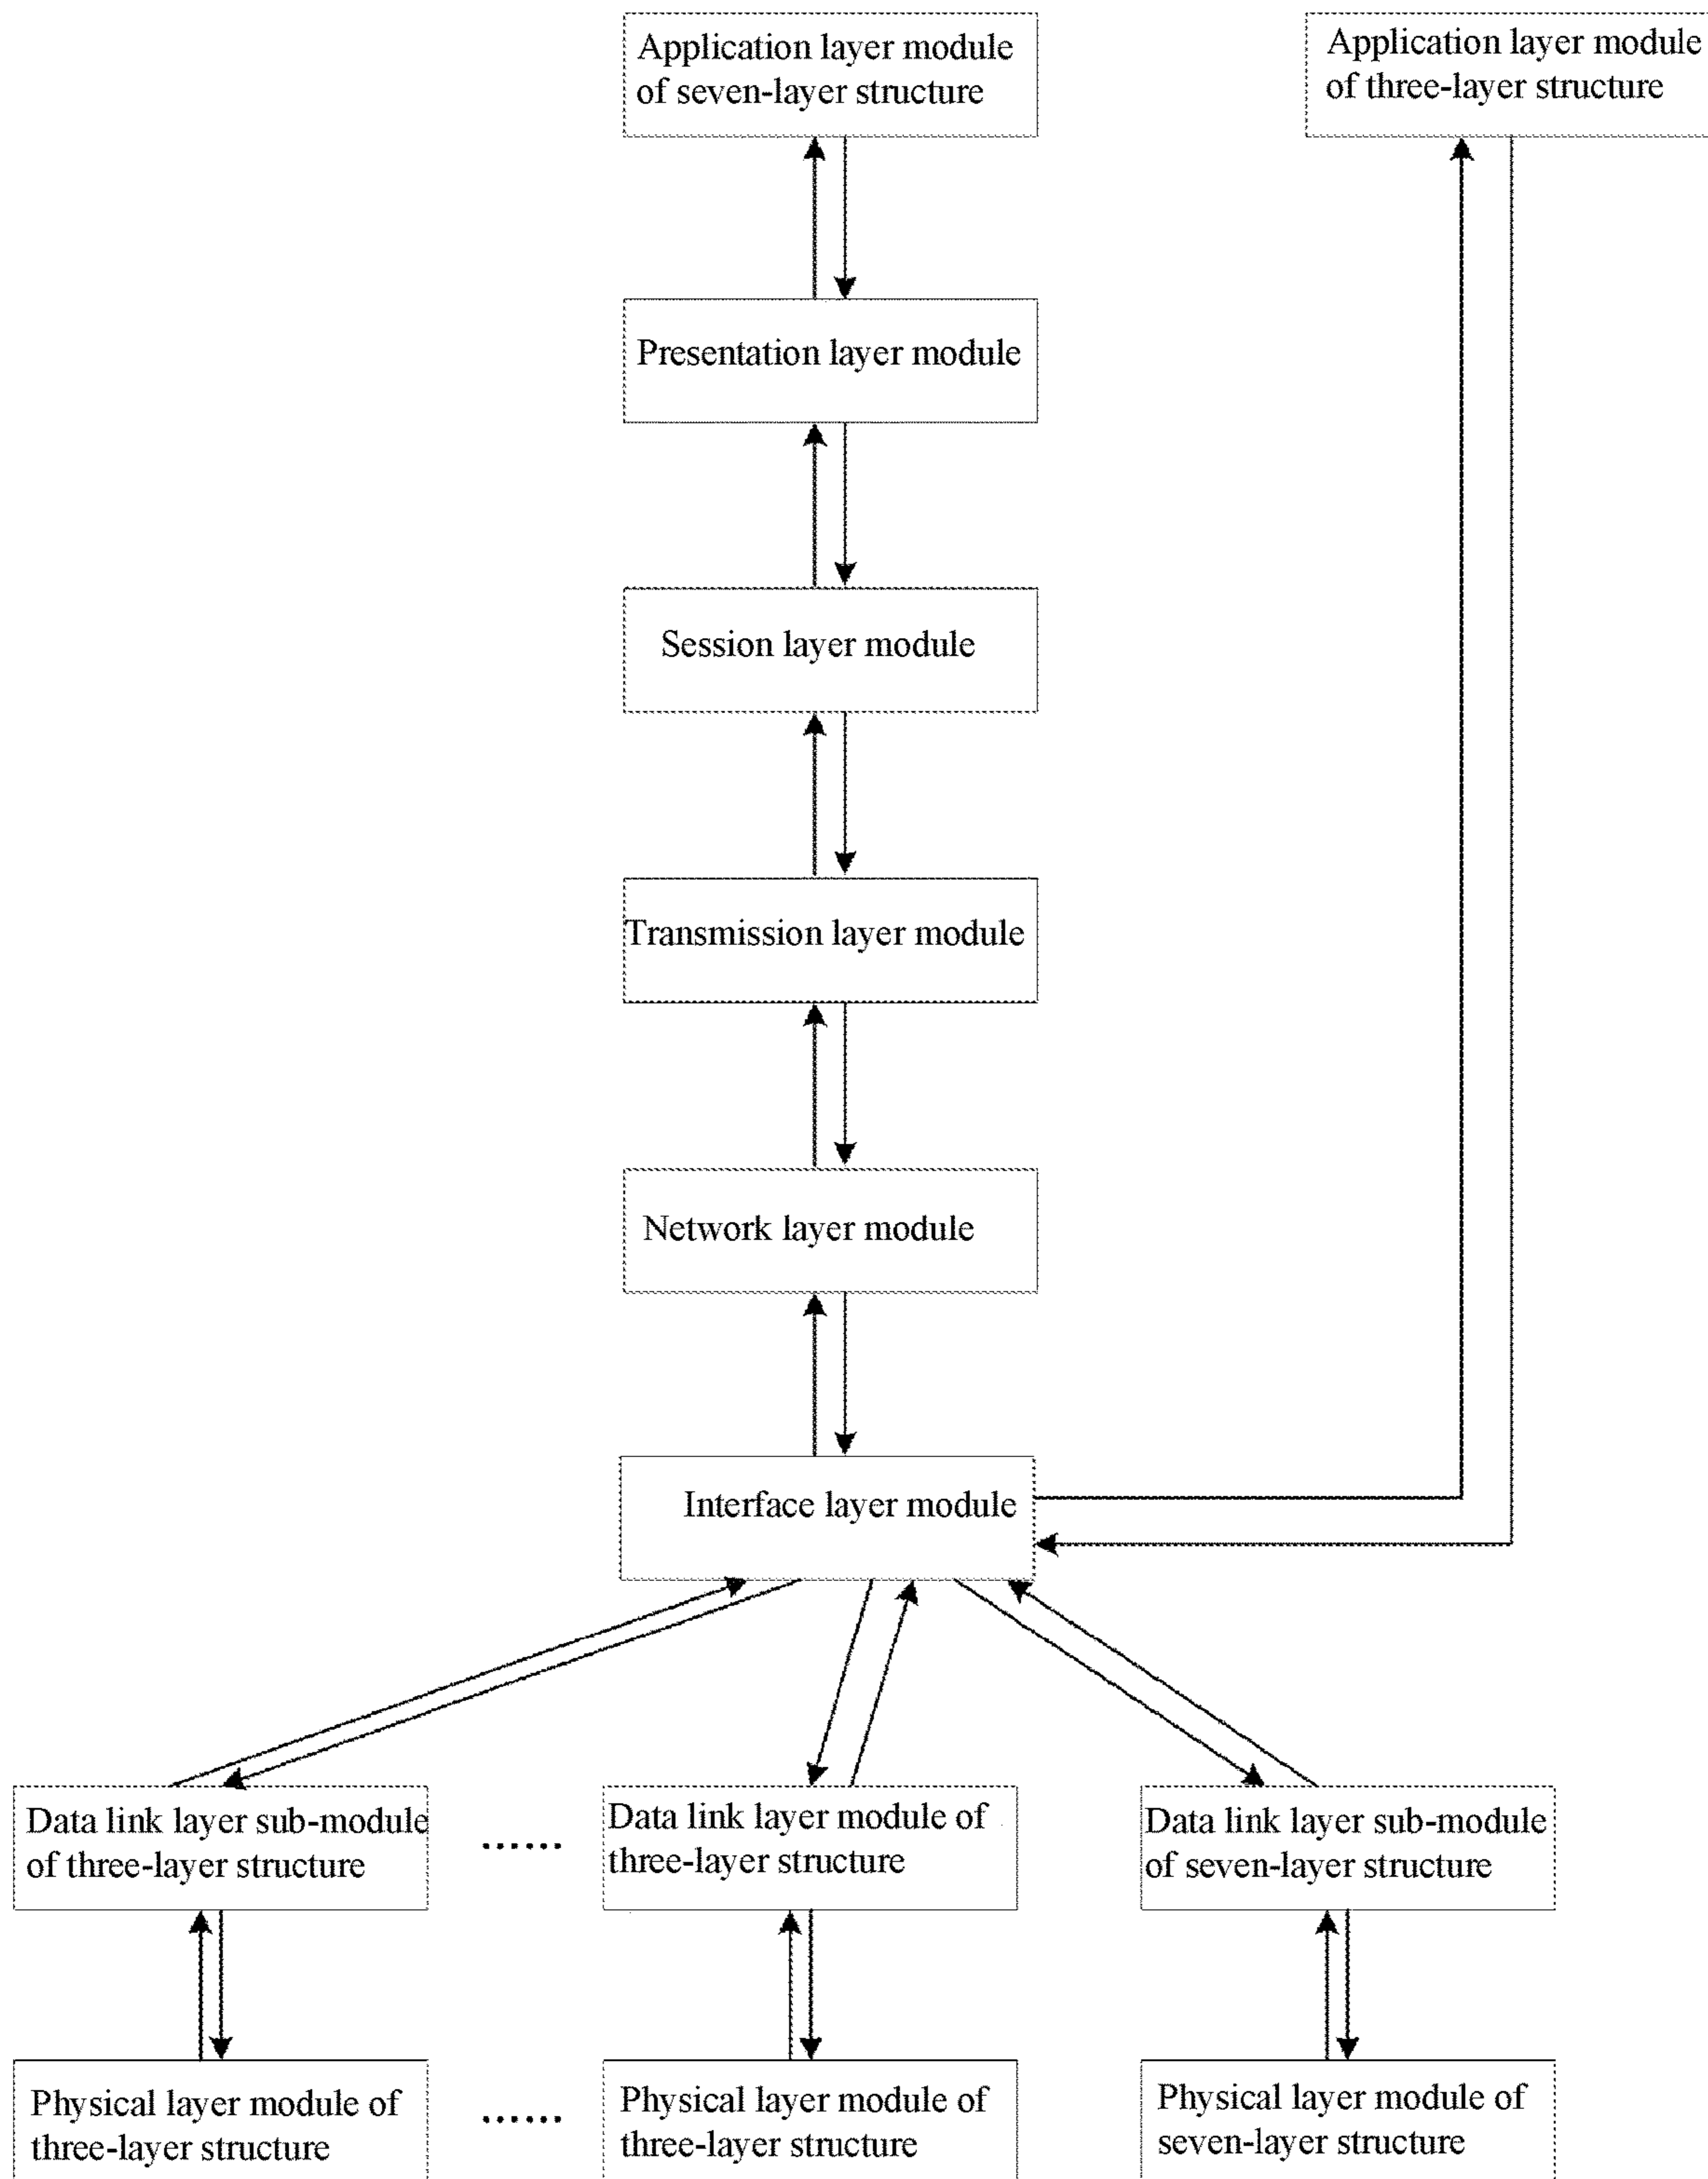 Application layer module
of seven-layer structure
Application layer module
of three-layer structure
Presentation layer module
Session layer module
Transmission layer module
Network layer module
Interface layer module
Data link layer sub-module
of three-layer structure
......
Data link layer module of
three-layer structure
Data link layer sub-module
of seven-layer structure
Physical layer module of
three-layer structure
......
Physical layer module of
three-layer structure
Physical layer module of
seven-layer structure